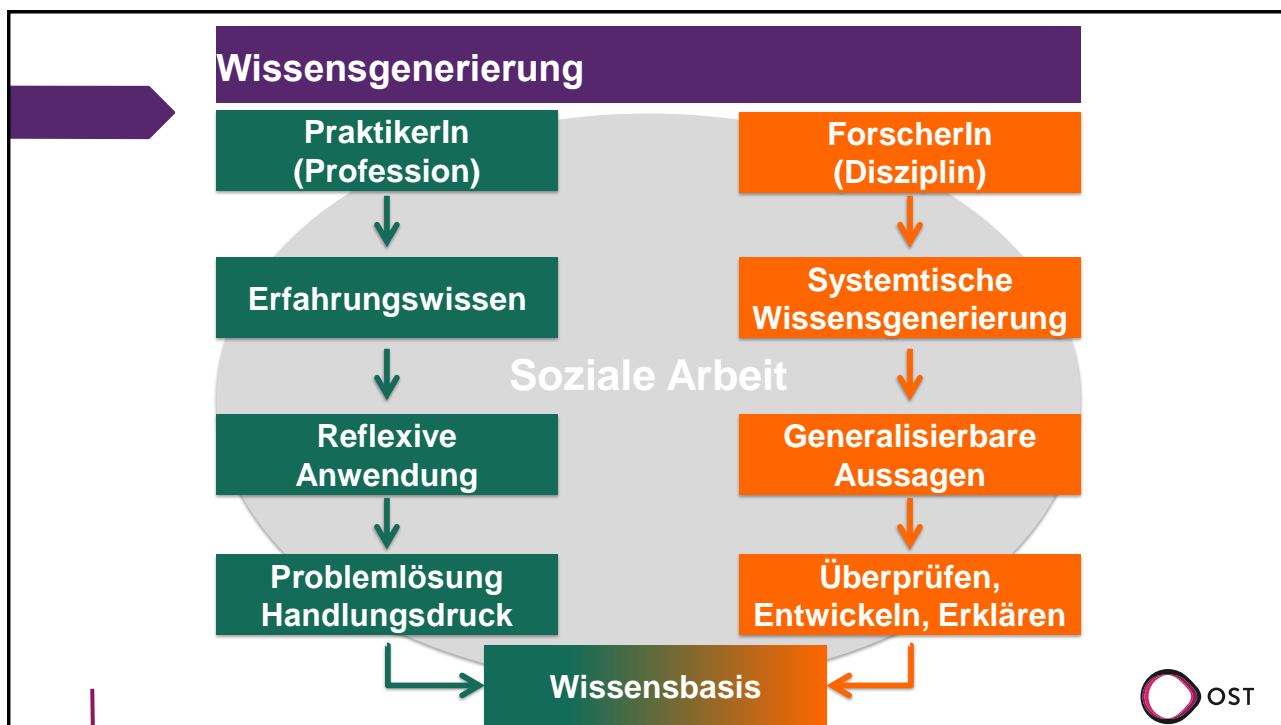 Wissensgenerierung
PraktikerIn
(Profession)
Erfahrungswissen
Reflexive
Anwendung
Problemlösung
Handlungsdruck
Soziale Arbeit
ForscherIn
(Disziplin)
Systemtische
Wissensgenerierung
Generalisierbare
Aussagen
Überprüfen,
Entwickeln, Erklären
Wissensbasis
OST